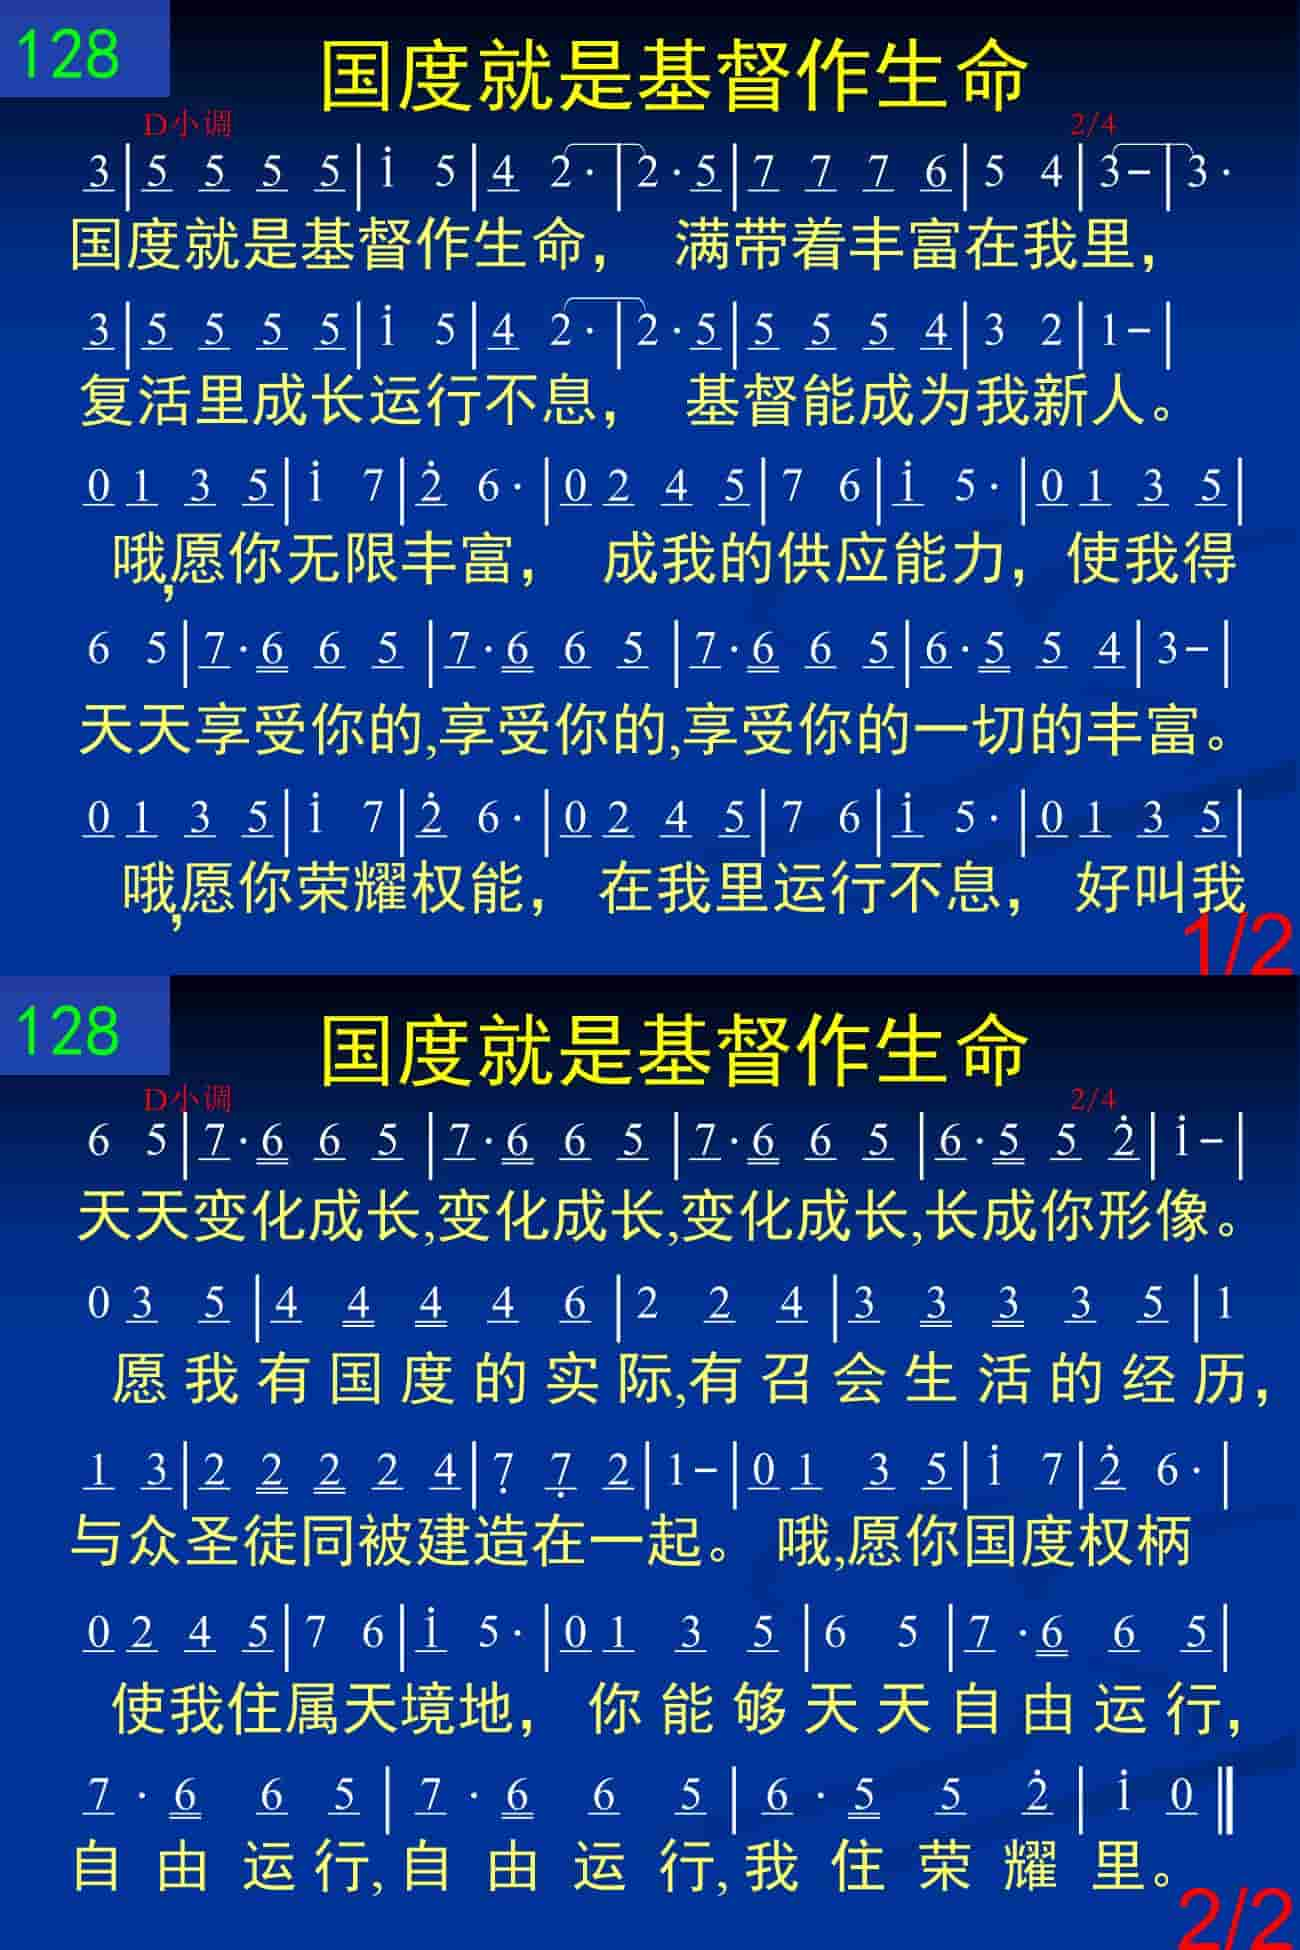 128
国度就是基督作生命
D小调 2/4
3|5 5 5 5|i 5|4 2·|2·5|7 7 7 6|5 4|3-|3·
国度就是基督作生命， 满带着丰富在我里，
3|5 5 5 5|i 5|4 2·|2·5|5 5 5 4|3 2|1-|
复活里成长运行不息， 基督能成为我新人。
0 1 3 5|i 7|2̇ 6·|0 2 4 5|7 6|i 5·|0 1 3 5|
哦,愿你无限丰富， 成我的供应能力，使我得
6 5|7·6 6 5|7·6 6 5|7·6 6 5|6·5 5 4|3-|
天天享受你的,享受你的,享受你的一切的丰富。
0 1 3 5|i 7|2̇ 6·|0 2 4 5|7 6|i 5·|0 1 3 5|
哦,愿你荣耀权能， 在我里运行不息， 好叫我
1/2
128
国度就是基督作生命
D小调 2/4
6 5|7·6 6 5|7·6 6 5|7·6 6 5|6·5 5 2̇|i-|
天天变化成长,变化成长,变化成长,长成你形像。
0 3 5|4 4 4 4 6|2 2 4|3 3 3 3 5|1
愿我有国度的实际,有召会生活的经历，
1 3|2 2 2 2 4|7̣ 7̣ 2|1-|0 1 3 5|i 7|2̇ 6·|
与众圣徒同被建造在一起。 哦,愿你国度权柄
0 2 4 5|7 6|i 5·|0 1 3 5|6 5|7·6 6 5|
使我住属天境地， 你能够天天自由运行，
7·6 6 5|7·6 6 5|6·5 5 2̇|i 0‖
自由运行,自由运行,我住荣耀里。
2/2